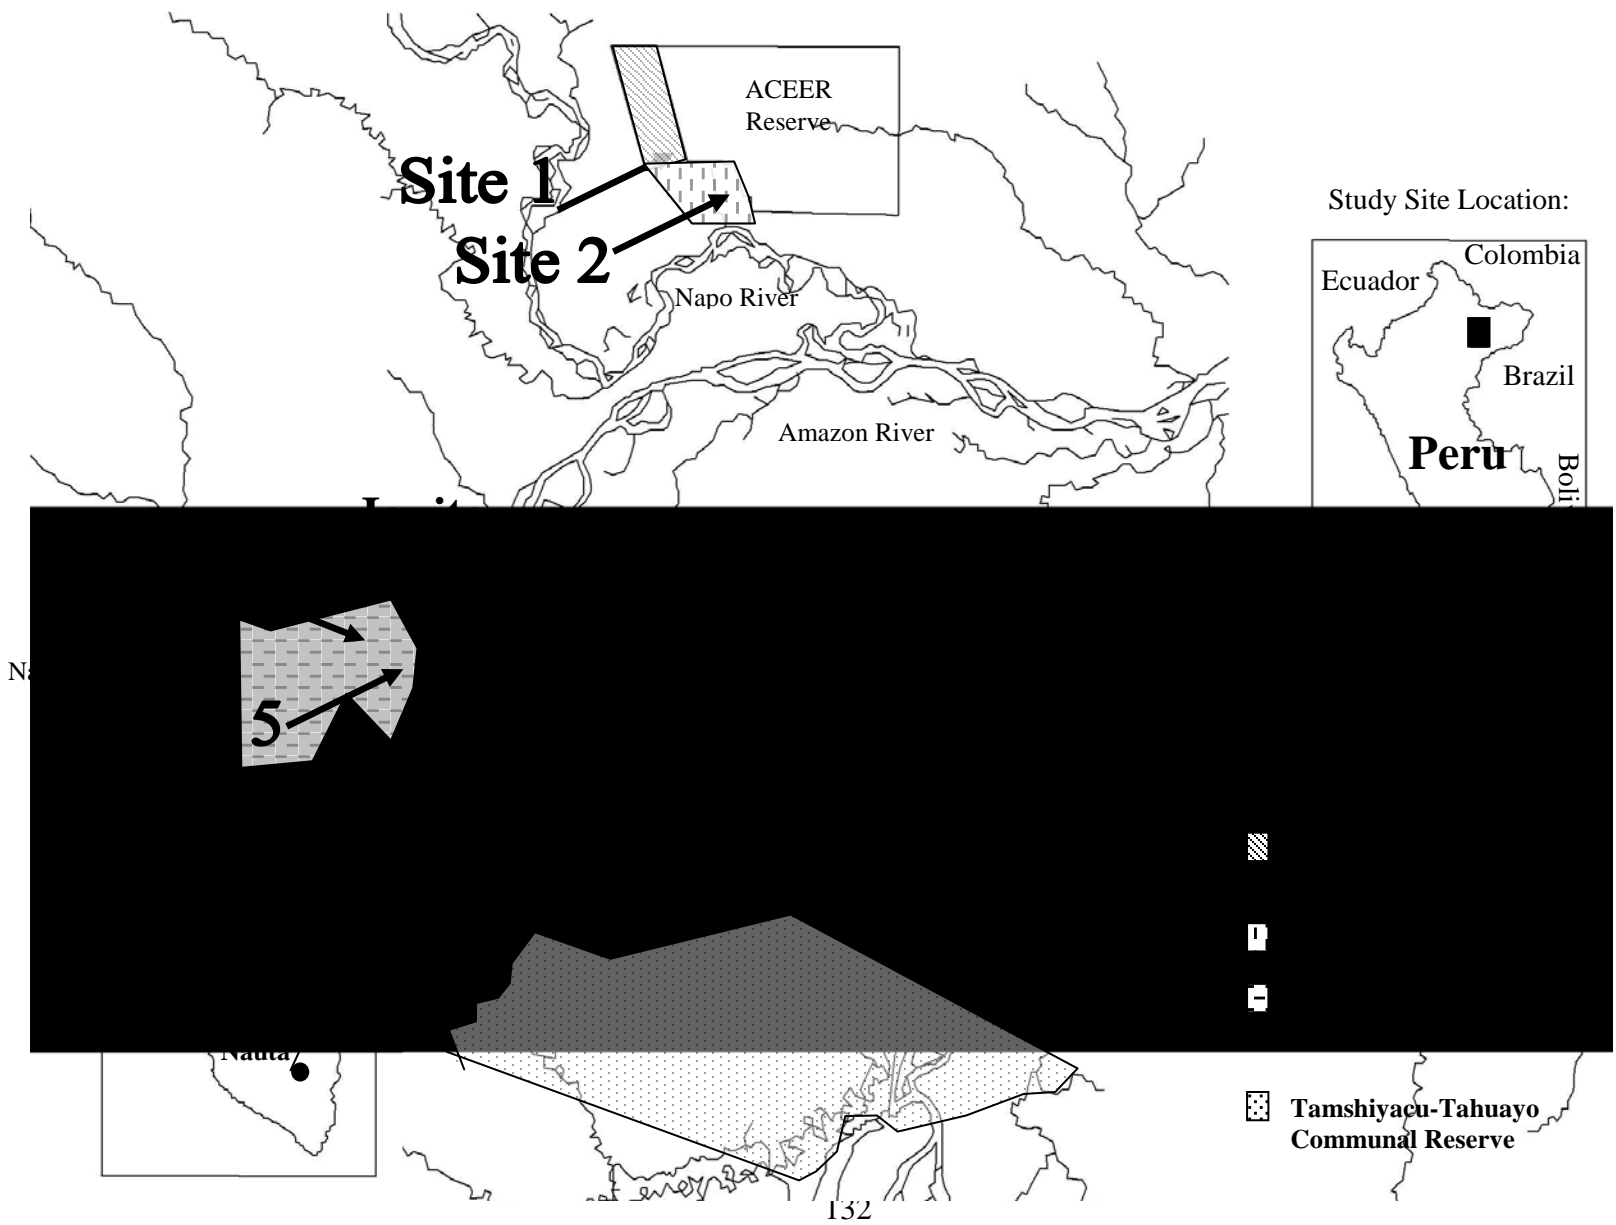 ACEER
Reserve
Site 1
Site 2
Napo River
Amazon River
Study Site Location:
Colombia
Ecuador
Brazil
Peru
5
Nauta
Tamshiyacu-Tahuayo
Communal Reserve
132